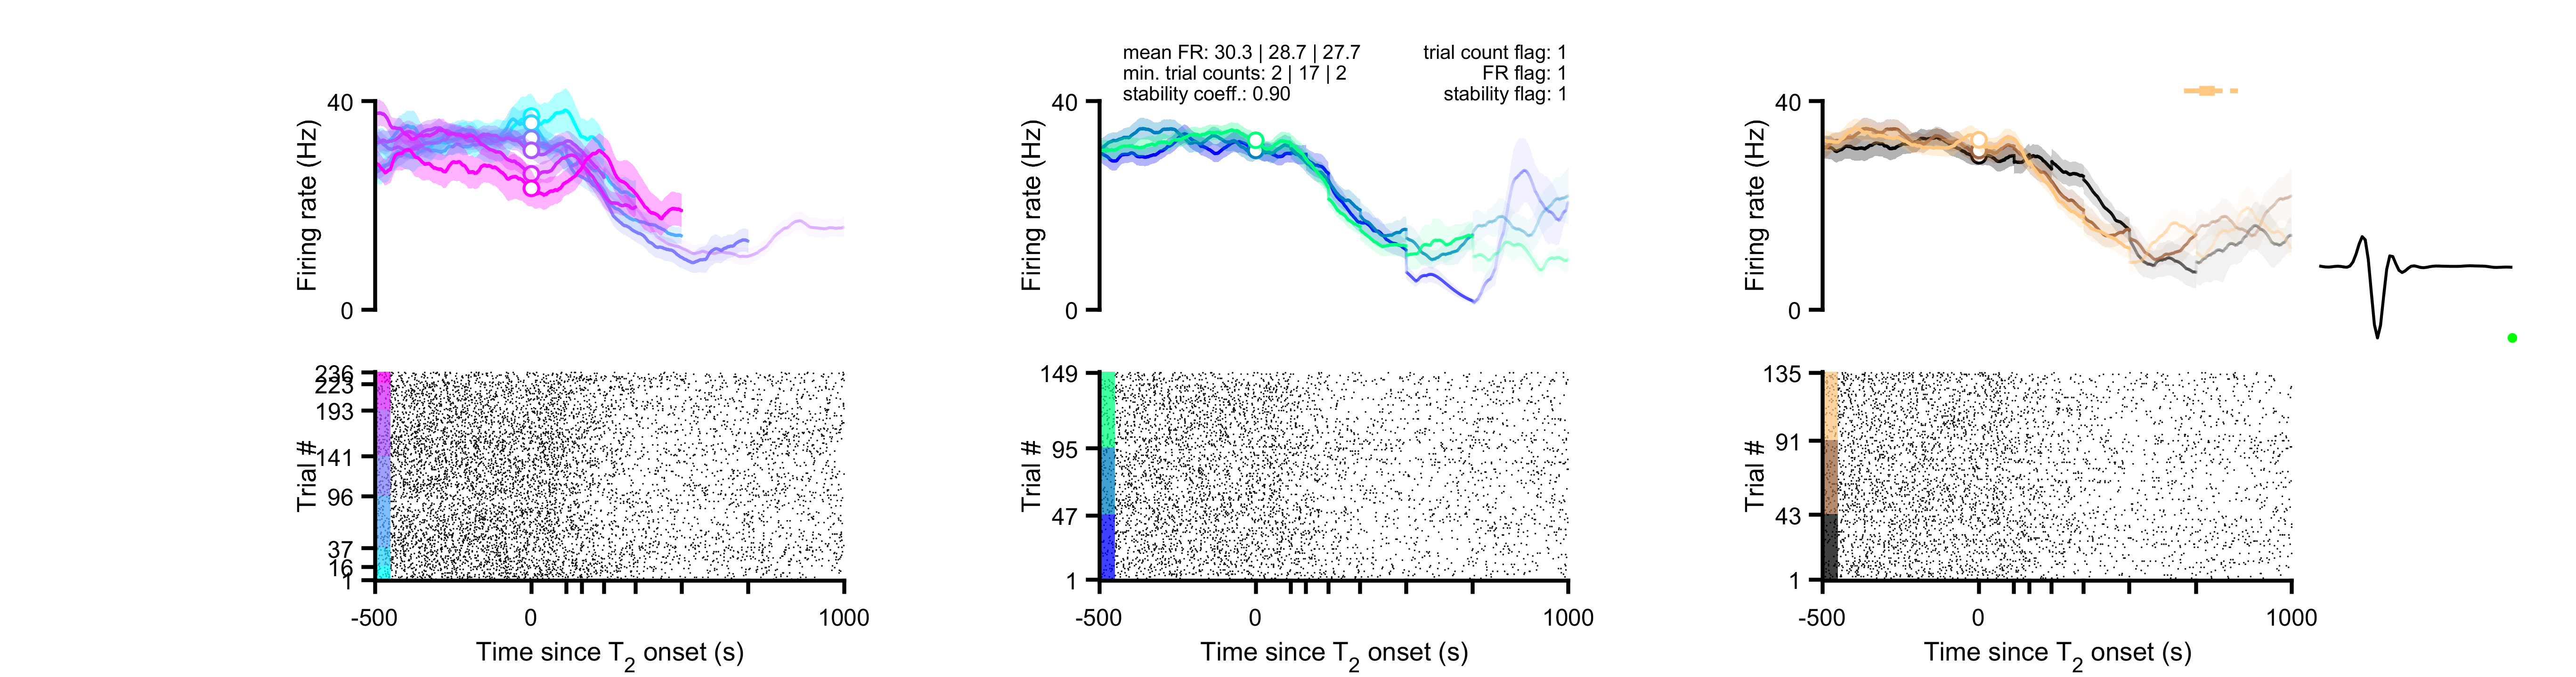 mean FR: 30.3 | 28.7 | 27.7
min. trial counts: 2 | 17 | 2
stability coeff.: 0.90
trial count flag: 1
FR flag: 1
stability flag: 1
40
0
Firing rate (Hz)
40
0
Firing rate (Hz)
40
0
Firing rate (Hz)
236
223
193
141
96
37
16
1
Trial #
-500
0
1000
Time since T2 onset (s)
149
95
47
1
Trial #
-500
0
1000
Time since T2 onset (s)
135
91
43
1
Trial #
-500
0
1000
Time since T2 onset (s)